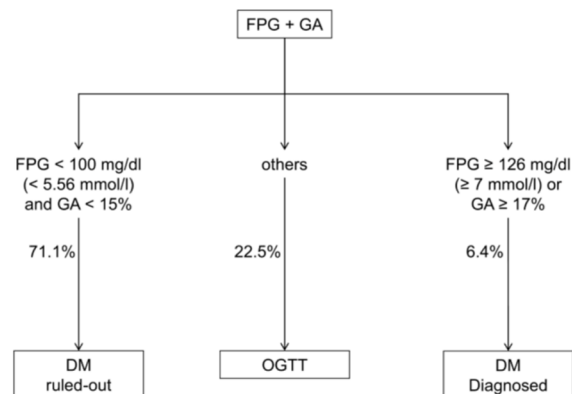 FPG + GA
FPG < 100 mg/dl
(< 5.56 mmol/l)
and GA < 15%
others
FPG ≥ 126 mg/dl
(≥ 7 mmol/l) or
GA ≥ 17%
71.1%
22.5%
6.4%
DM
ruled-out
OGTT
DM
Diagnosed